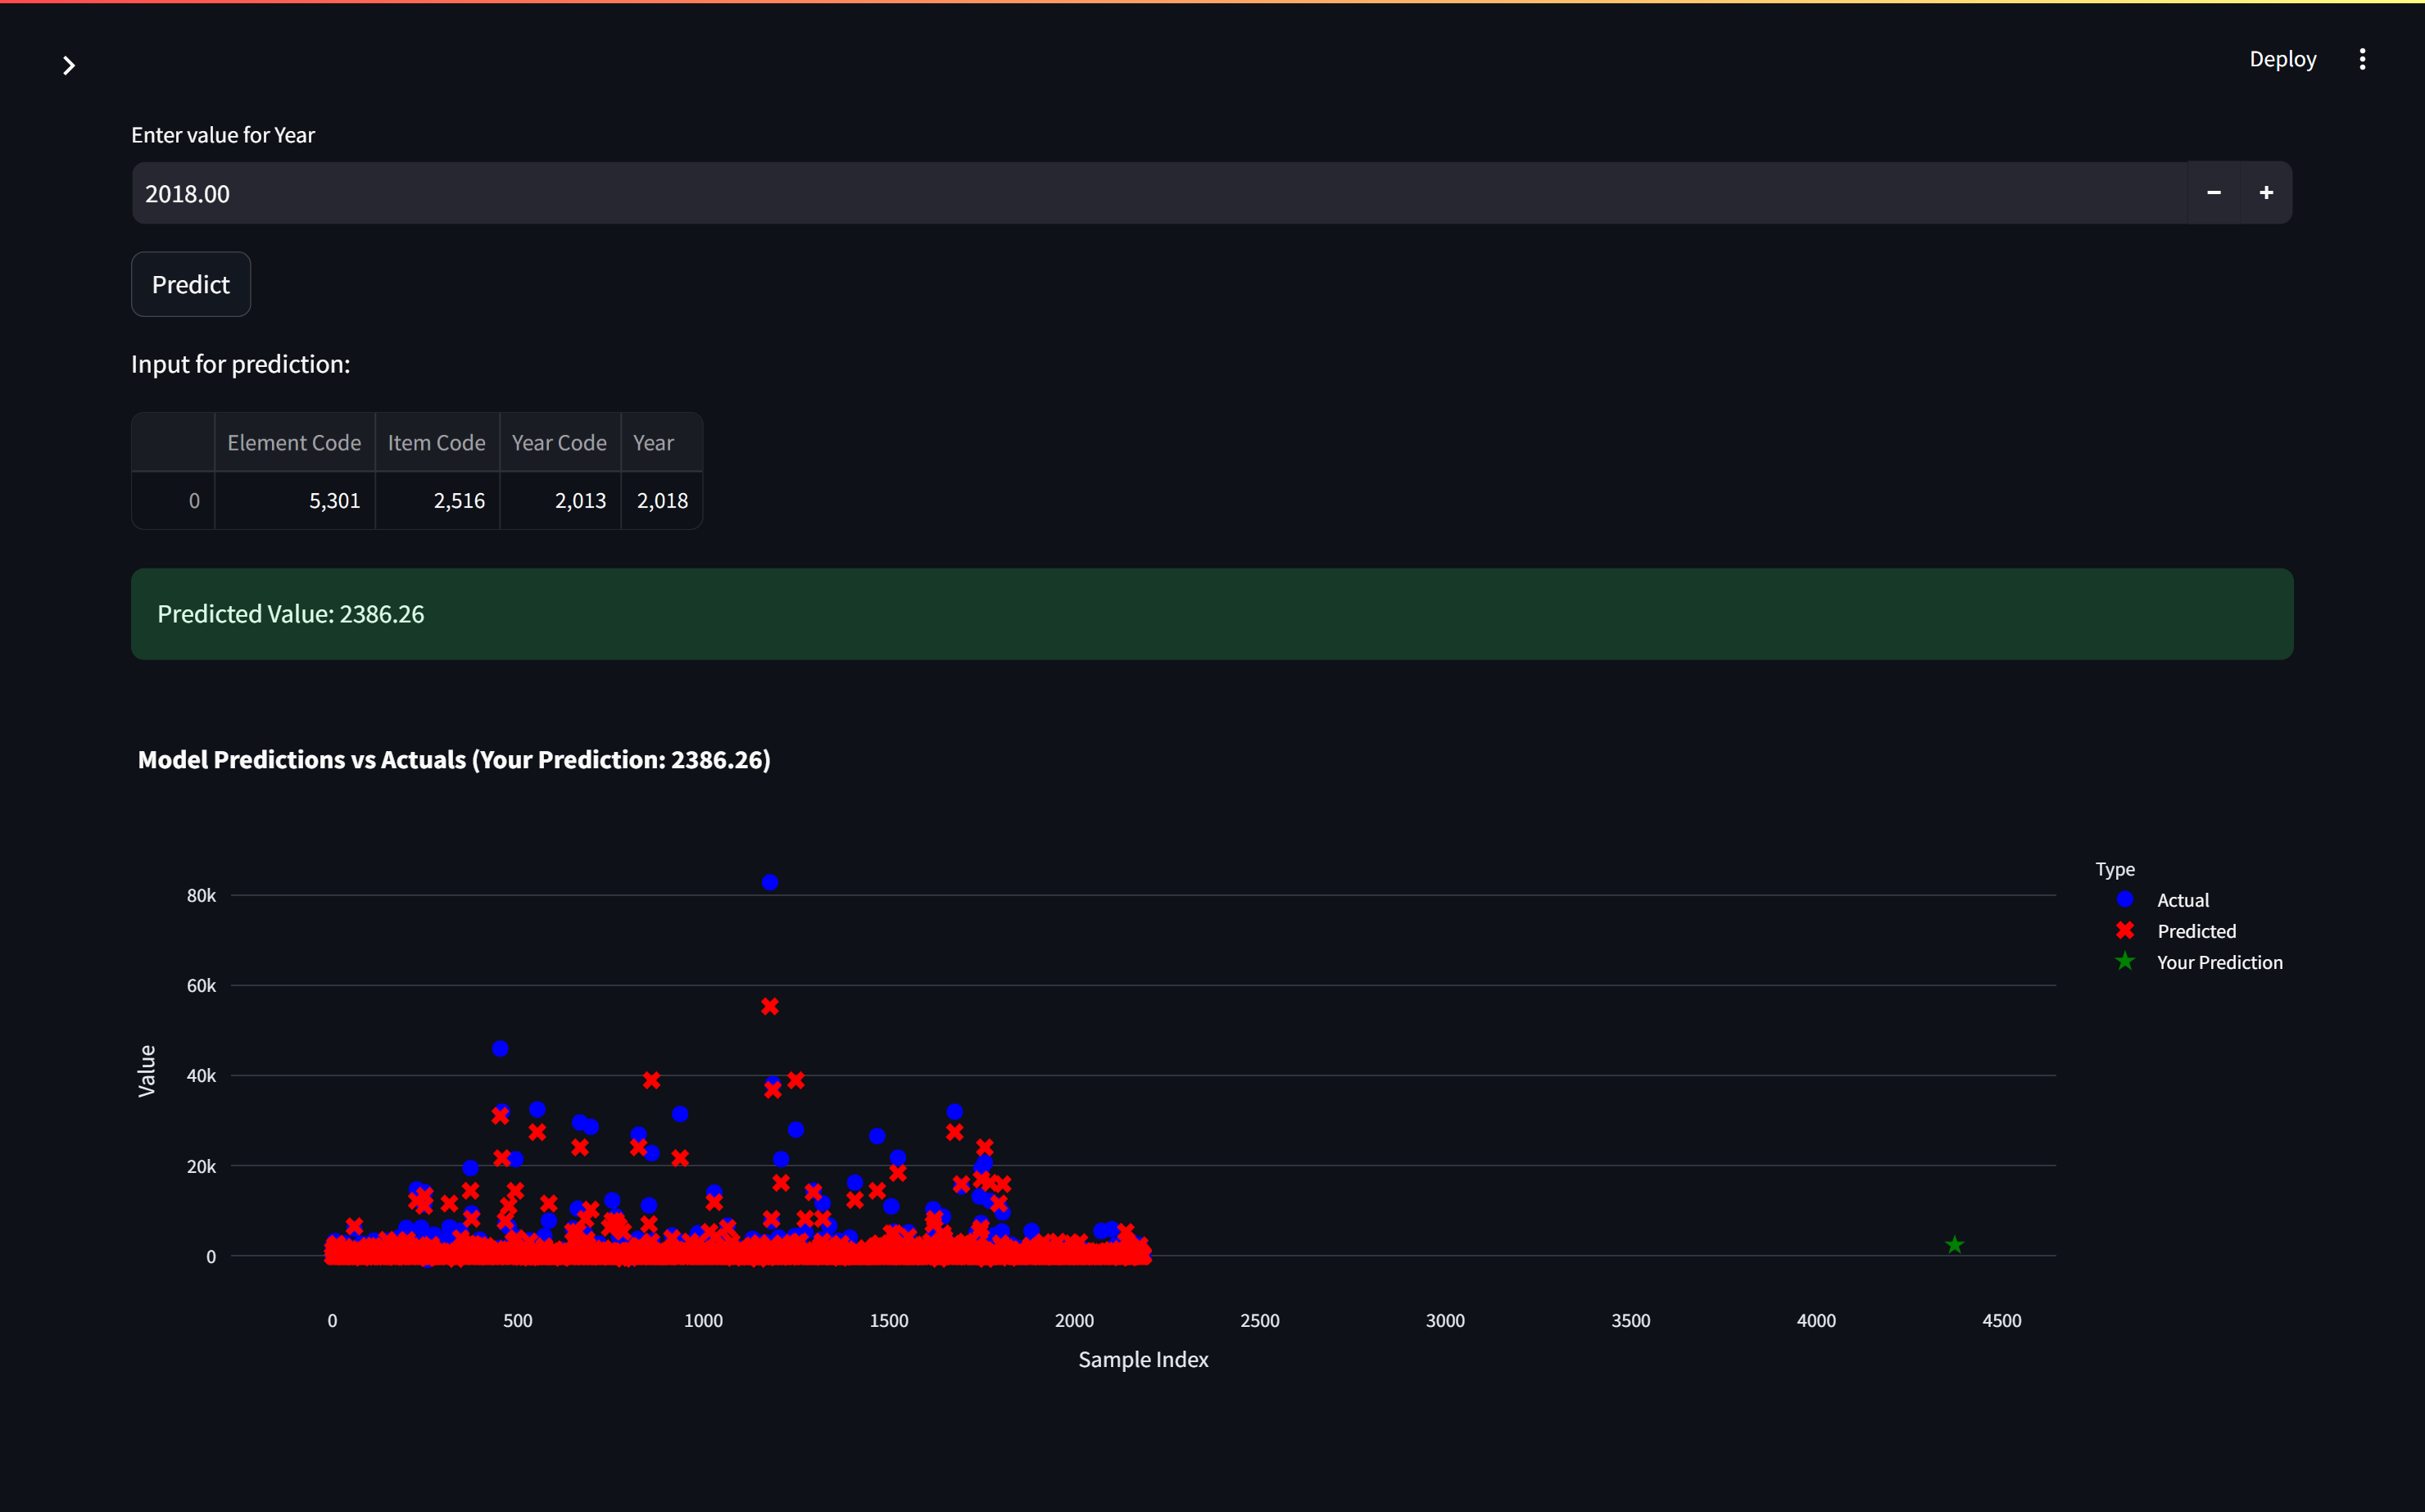 Deploy
Enter value for Year
2018.00
Predict
Input for prediction:
Element Code Item Code Year Code Year
0 5,301 2,516 2,013 2,018
Predicted Value: 2386.26
Model Predictions vs Actuals (Your Prediction: 2386.26)
Type
Actual
Predicted
Your Prediction
80k
60k
40k
20k
0
Value
0 500 1000 1500 2000 2500 3000 3500 4000 4500
Sample Index